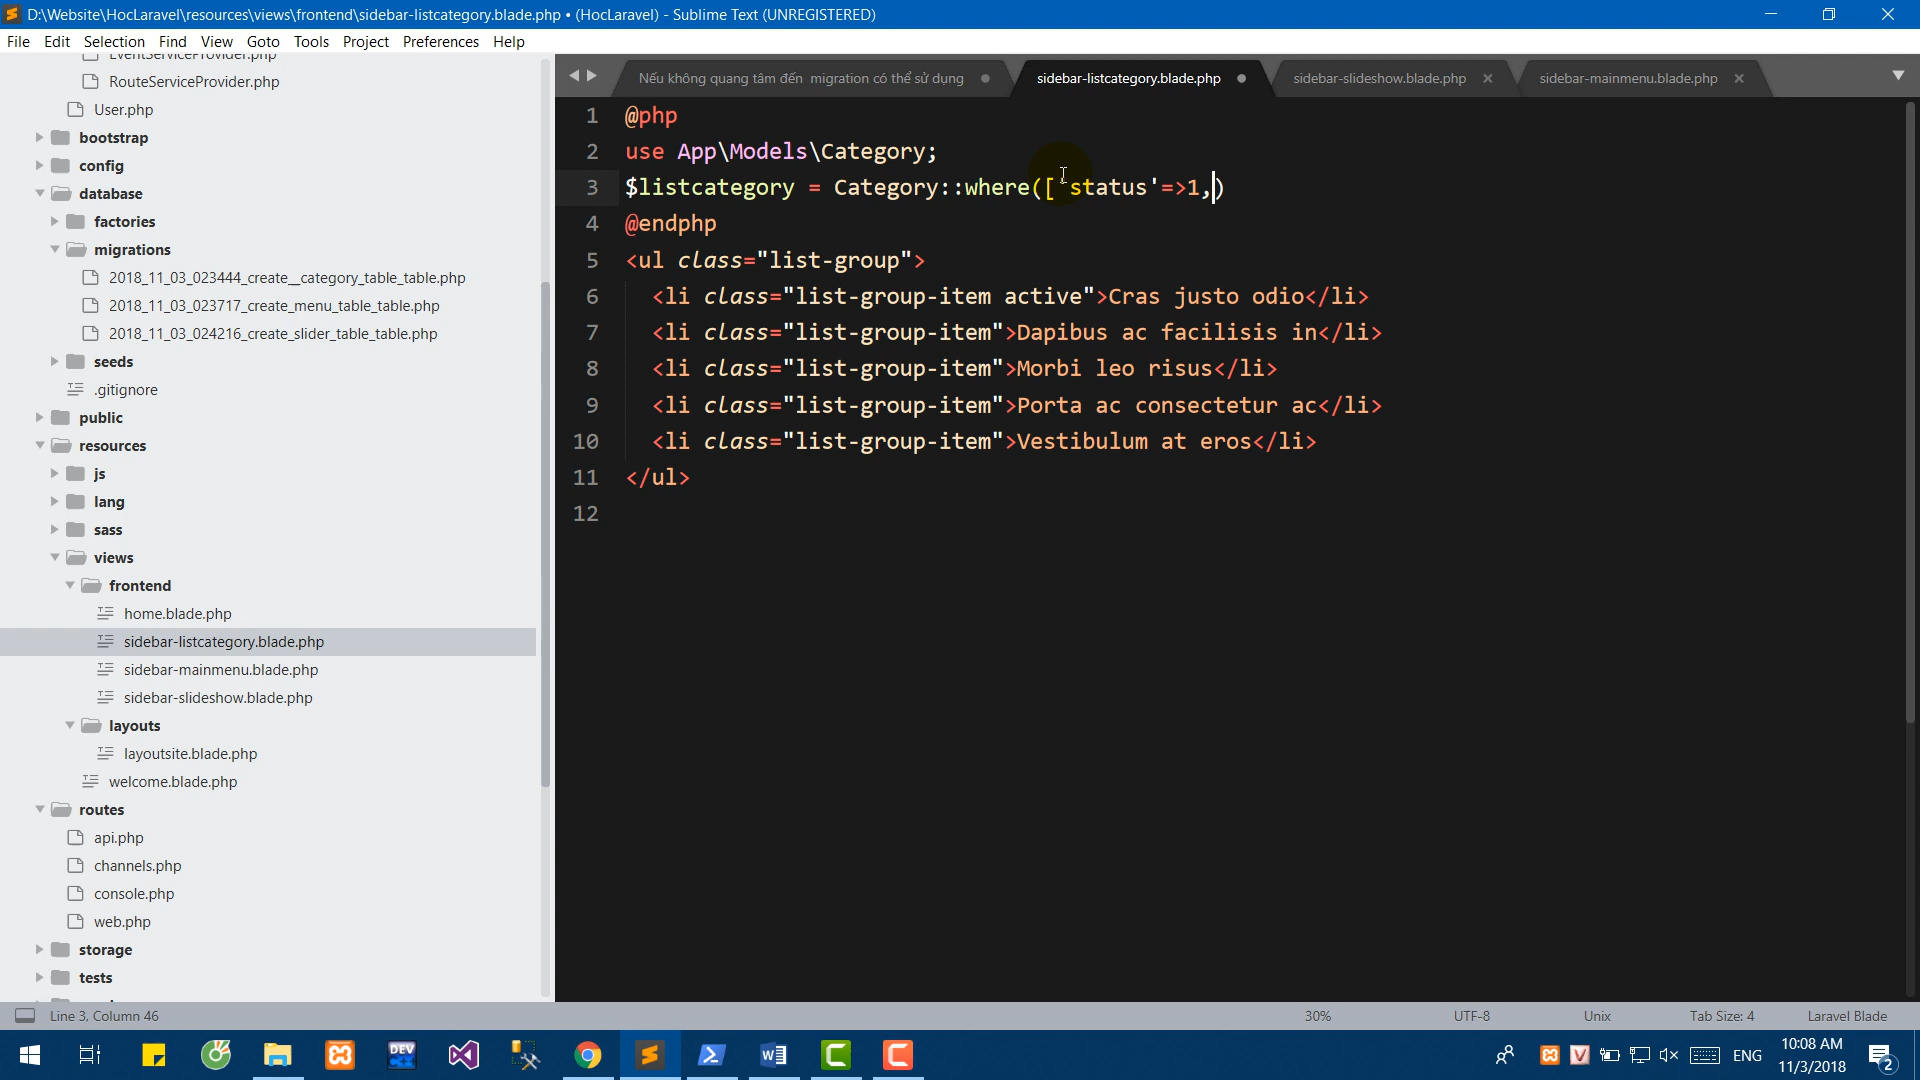 D:\Website\HocLaravel\resources\views\frontend\sidebar-listcategory.blade.php • (HocLaravel) - Sublime Text (UNREGISTERED)
File Edit Selection Find View Goto Tools Project Preferences Help
EventServiceProvider.php
RouteServiceProvider.php
User.php
bootstrap
config
database
factories
migrations
2018_11_03_023444_create__category_table_table.php
2018_11_03_023717_create_menu_table_table.php
2018_11_03_024216_create_slider_table_table.php
seeds
.gitignore
public
resources
js
lang
sass
views
frontend
home.blade.php
sidebar-listcategory.blade.php
sidebar-mainmenu.blade.php
sidebar-slideshow.blade.php
layouts
layoutsite.blade.php
welcome.blade.php
routes
api.php
channels.php
console.php
web.php
storage
tests
Nếu không quang tâm đến migration có thể sử dụng
sidebar-listcategory.blade.php
sidebar-slideshow.blade.php
sidebar-mainmenu.blade.php
1 @php
2 use App\Models\Category;
3 $listcategory = Category::where(['status'=>1,)
4 @endphp
5 <ul class="list-group">
6 <li class="list-group-item active">Cras justo odio</li>
7 <li class="list-group-item">Dapibus ac facilisis in</li>
8 <li class="list-group-item">Morbi leo risus</li>
9 <li class="list-group-item">Porta ac consectetur ac</li>
10 <li class="list-group-item">Vestibulum at eros</li>
11 </ul>
12
Line 3, Column 46
30%
UTF-8
Unix
Tab Size: 4
Laravel Blade
DEV
ENG
10:08 AM
11/3/2018
2